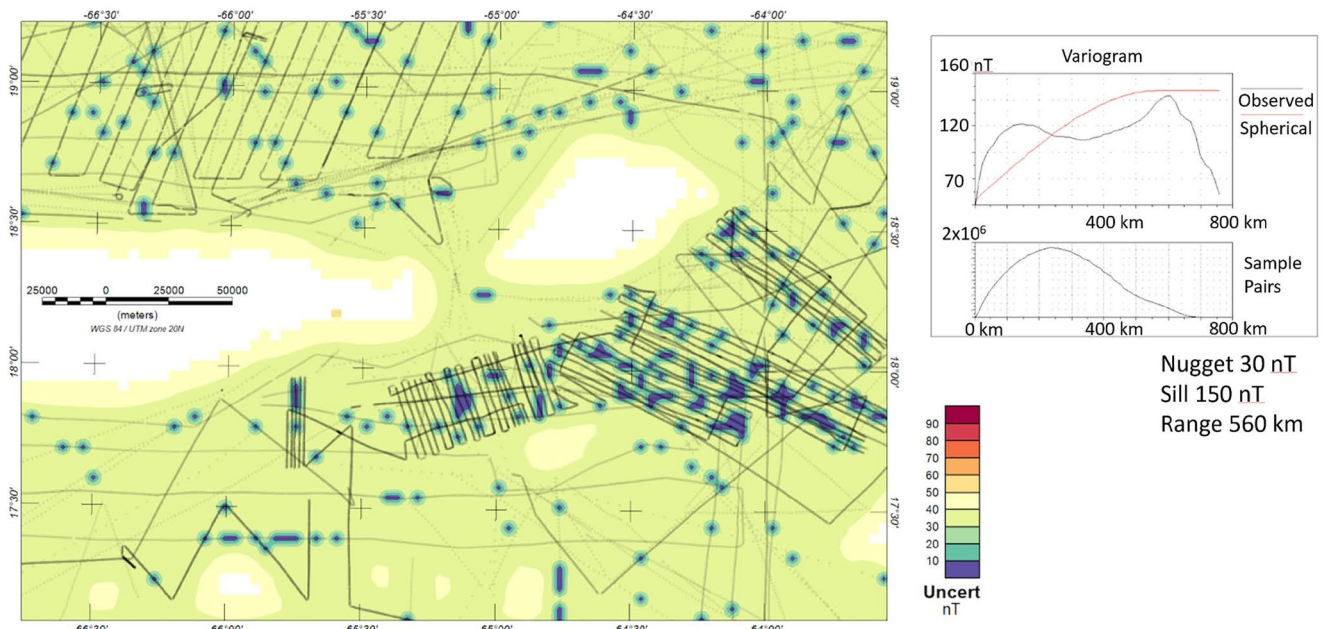 -66°30' -66°00' -65°30' -65°00' -64°30' -64°00'
19°00' 19°00'
18°30' 18°30'
25000 0 25000 50000
(meters)
WGS 84 / UTM zone 20N
18°00' 18°00'
17°30' 17°30'
-66°30' -66°00' -65°30' -65°00' -64°30' -64°00'
Variogram
160 nT
120
70
400 km 800 km
Observed
Spherical
2x10⁶
0 km 400 km 800 km
Sample
Pairs
Nugget 30 nT
Sill 150 nT
Range 560 km
90
80
70
60
50
40
30
20
10
Uncert
nT